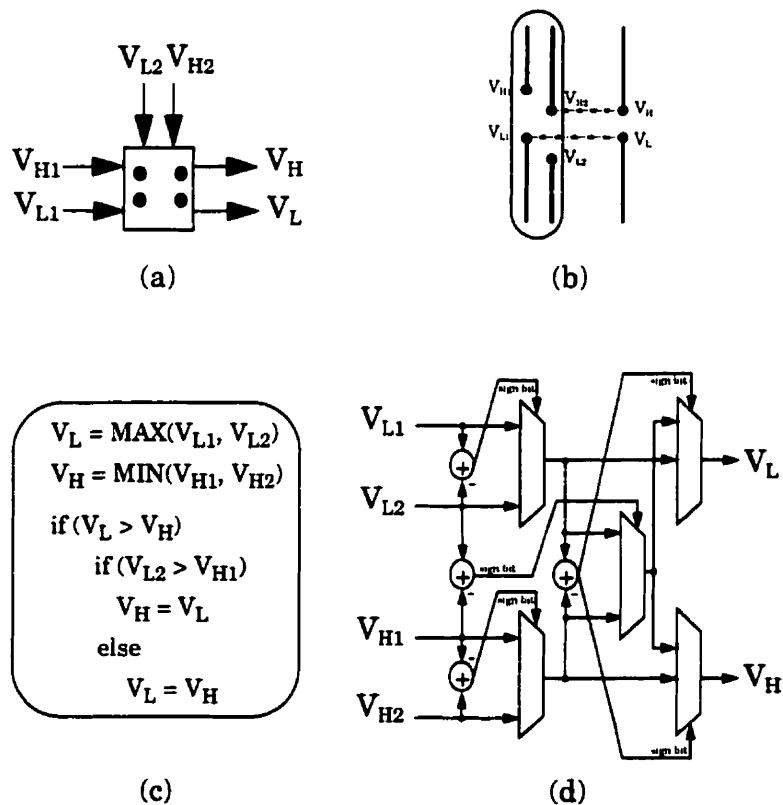 V_L2 V_H2
V_H1
V_L1
V_H
V_L
(a)
V_H1
V_H2
V_H
V_L1
V_L
V_L2
(b)
V_L = MAX(V_L1, V_L2)
V_H = MIN(V_H1, V_H2)
if (V_L > V_H)
if (V_L2 > V_H1)
V_H = V_L
else
V_L = V_H
(c)
sign bit
sign bit
V_L1
+
-
V_L2
V_L
+
-
sign bit
+
-
sign bit
V_H1
-
+
V_H2
V_H
sign bit
(d)